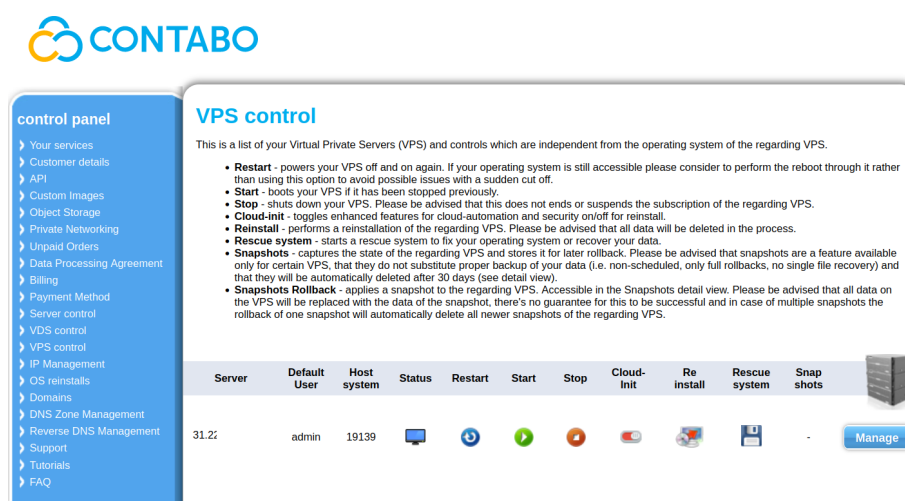 CONTABO
control panel
Your services
Customer details
API
Custom Images
Object Storage
Private Networking
Unpaid Orders
Data Processing Agreement
Billing
Payment Method
Server control
VDS control
VPS control
IP Management
OS reinstalls
Domains
DNS Zone Management
Reverse DNS Management
Support
Tutorials
FAQ
VPS control
This is a list of your Virtual Private Servers (VPS) and controls which are independent from the operating system of the regarding VPS.
• Restart - powers your VPS off and on again. If your operating system is still accessible please consider to perform the reboot through it rather
than using this option to avoid possible issues with a sudden cut off.
• Start - boots your VPS if it has been stopped previously.
• Stop - shuts down your VPS. Please be advised that this does not ends or suspends the subscription of the regarding VPS.
• Cloud-init - toggles enhanced features for cloud-automation and security on/off for reinstall.
• Reinstall - performs a reinstallation of the regarding VPS. Please be advised that all data will be deleted in the process.
• Rescue system - starts a rescue system to fix your operating system or recover your data.
• Snapshots - captures the state of the regarding VPS and stores it for later rollback. Please be advised that snapshots are a feature available
only for certain VPS, that they do not substitute proper backup of your data (i.e. non-scheduled, only full rollbacks, no single file recovery) and
that they will be automatically deleted after 30 days (see detail view).
• Snapshots Rollback - applies a snapshot to the regarding VPS. Accessible in the Snapshots detail view. Please be advised that all data on
the VPS will be replaced with the data of the snapshot, there's no guarantee for this to be successful and in case of multiple snapshots the
rollback of one snapshot will automatically delete all newer snapshots of the regarding VPS.
Server Default User Host system Status Restart Start Stop Cloud-Init Re install Rescue system Snap shots
31.22 admin 19139 - Manage